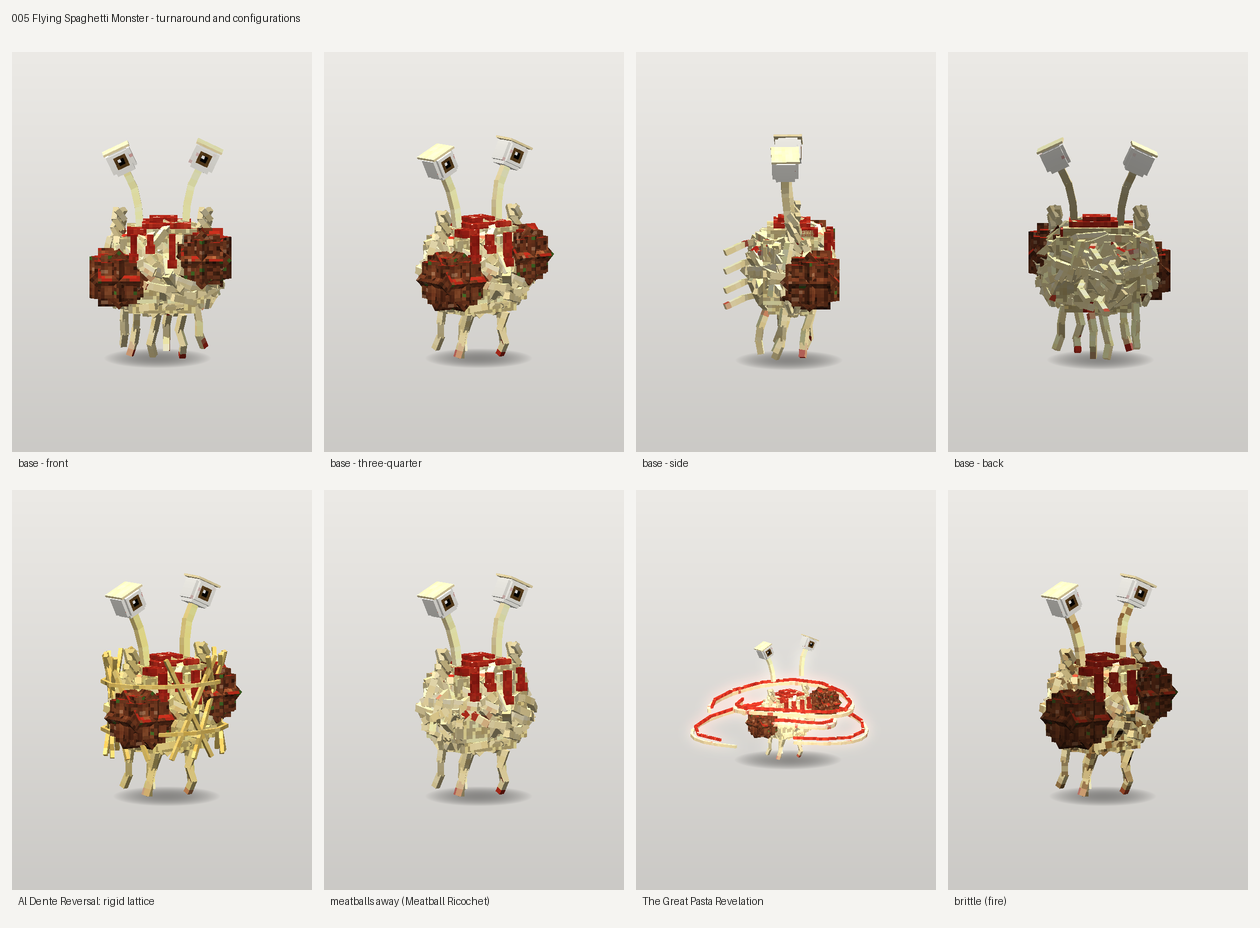 005 Flying Spaghetti Monster - turnaround and configurations
base - front
base - three-quarter
base - side
base - back
Al Dente Reversal: rigid lattice
meatballs away (Meatball Ricochet)
The Great Pasta Revelation
brittle (fire)